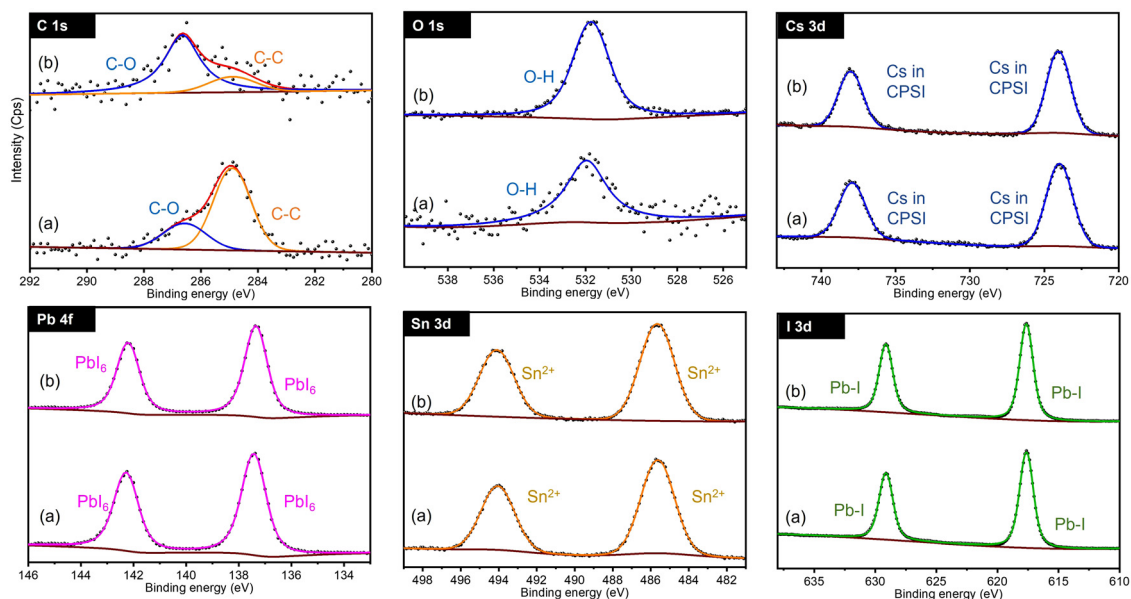 C 1s
(b)
C-O
C-C
(a)
C-O
C-C
Intensity (Cps)
292 290 288 286 284 282 280
Binding energy (eV)
O 1s
(b)
O-H
(a)
O-H
538 536 534 532 530 528 526
Binding energy (eV)
Cs 3d
(b)
Cs in
CPSI
Cs in
CPSI
(a)
Cs in
CPSI
Cs in
CPSI
740 735 730 725 720
Binding energy (eV)
Pb 4f
(b)
PbI₆
PbI₆
(a)
PbI₆
PbI₆
146 144 142 140 138 136 134
Binding energy (eV)
Sn 3d
(b)
Sn²⁺
Sn²⁺
(a)
Sn²⁺
Sn²⁺
498 496 494 492 490 488 486 484 482
Binding energy (eV)
I 3d
(b)
Pb-I
Pb-I
(a)
Pb-I
Pb-I
635 630 625 620 615 610
Binding energy (eV)